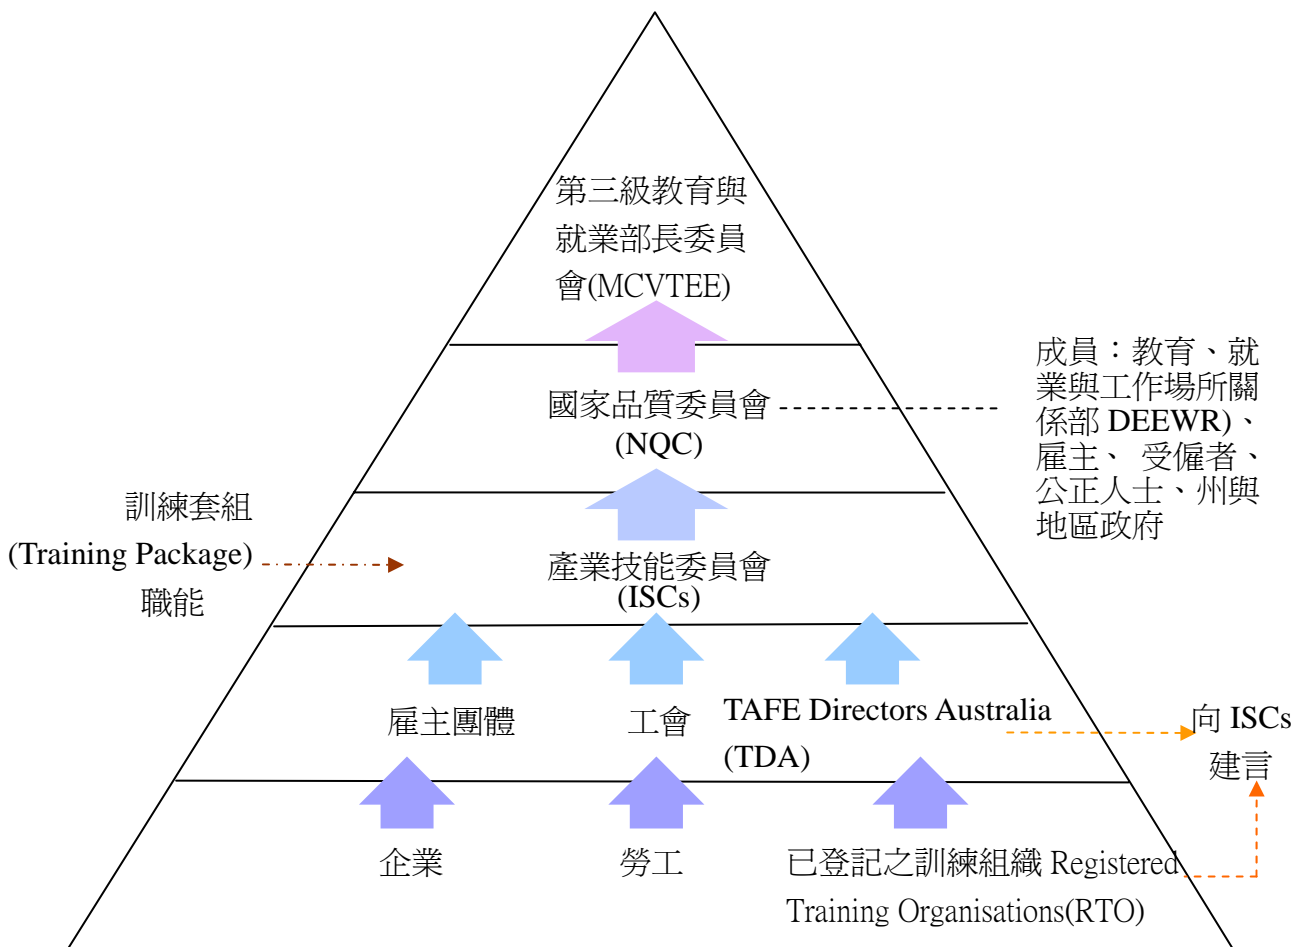 第三級教育與
就業部長委員
會(MCVTEE)
國家品質委員會
(NQC)
成員：教育、就
業與工作場所關
係部 DEEWR)、
雇主、 受僱者、
公正人士、州與
地區政府
訓練套組
(Training Package)
職能
產業技能委員會
(ISCs)
雇主團體
工會
TAFE Directors Australia
(TDA)
向 ISCs
建言
企業
勞工
已登記之訓練組織 Registered
Training Organisations(RTO)